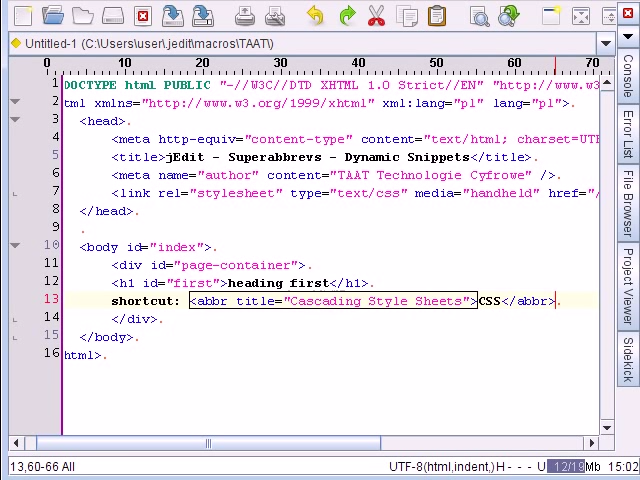 Untitled-1 (C:\Users\user\.jedit\macros\TAAT\)
0 10 20 30 40 50 60 70
1 DOCTYPE html PUBLIC "-//W3C//DTD XHTML 1.0 Strict//EN" "http://www.w3
2 tml xmlns="http://www.w3.org/1999/xhtml" xml:lang="pl" lang="pl">.
3 <head>.
4 <meta http-equiv="content-type" content="text/html; charset=UTF
5 <title>jEdit - Superabbrevs - Dynamic Snippets</title>.
6 <meta name="author" content="TAAT Technologie Cyfrowe" />.
7 <link rel="stylesheet" type="text/css" media="handheld" href="/
8 </head>.
9 .
10 <body id="index">.
11 <div id="page-container">.
12 <h1 id="first">heading first</h1>.
13 shortcut: <abbr title="Cascading Style Sheets">CSS</abbr>.
14 </div>.
15 </body>.
16 html>.
Console
Error List
File Browser
Project Viewer
Sidekick
13,60-66 All
UTF-8(html,indent,)H - - - U 12/19Mb 15:02